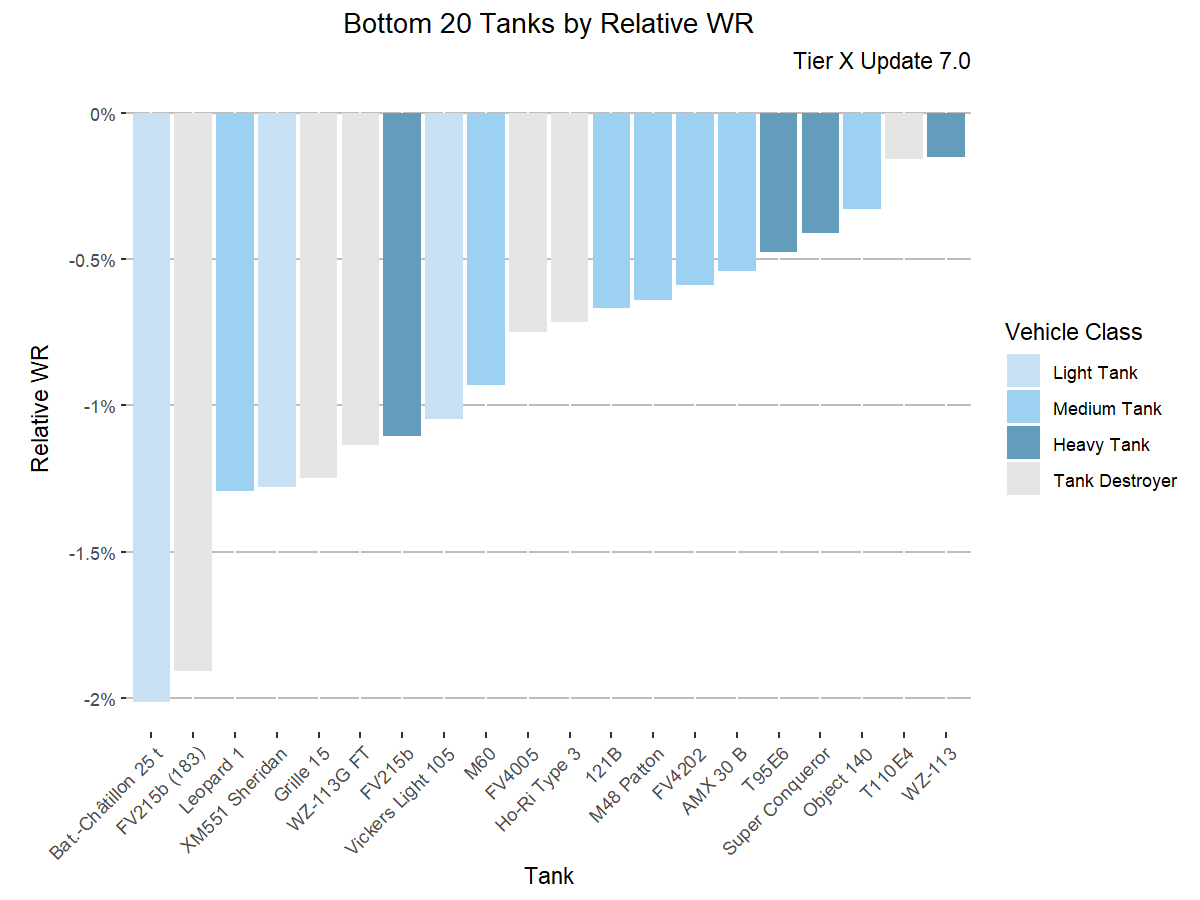 Bottom 20 Tanks by Relative WR
Tier X Update 7.0
0%
-0.5%
-1%
-1.5%
-2%
Relative WR
Bat.-Châtillon 25 t
FV215b (183)
Leopard 1
XM551 Sheridan
Grille 15
WZ-113G FT
FV215b
Vickers Light 105
M60
FV4005
Ho-Ri Type 3
121B
M48 Patton
FV4202
AMX 30 B
T95E6
Super Conqueror
Object 140
T110E4
WZ-113
Tank
Vehicle Class
Light Tank
Medium Tank
Heavy Tank
Tank Destroyer